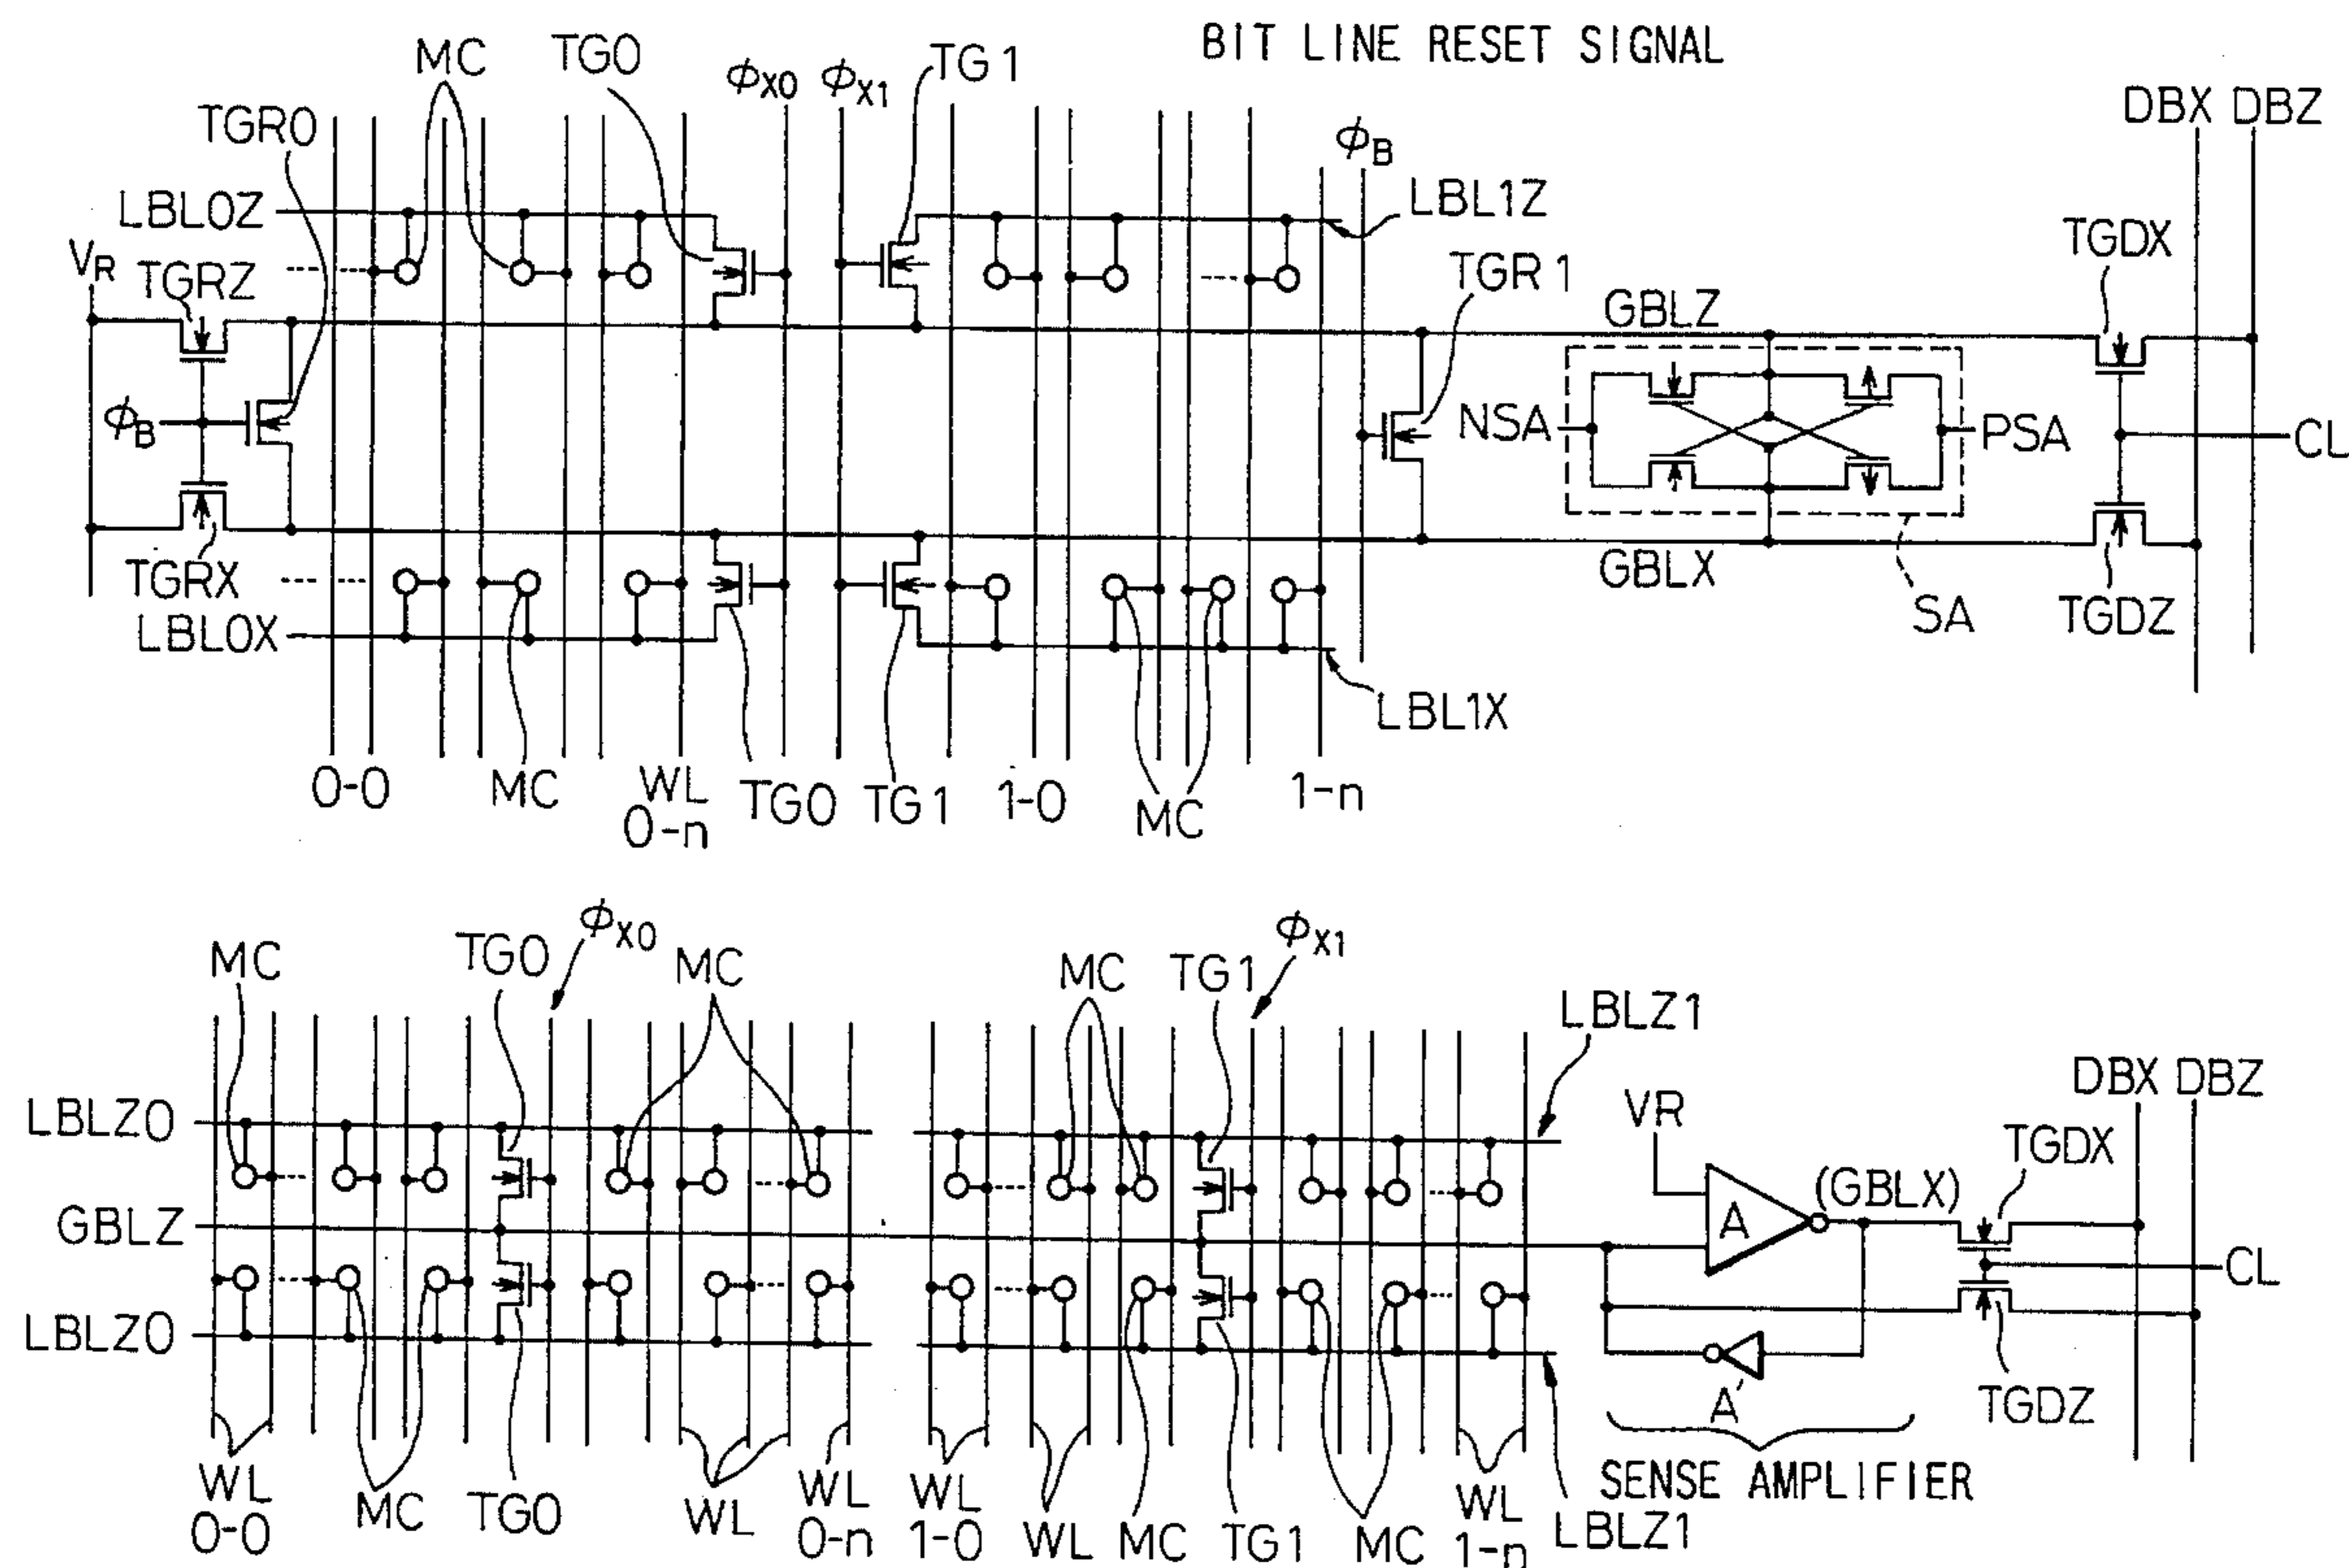 BIT LINE RESET SIGNAL
MC
TG0
ϕX0
ϕX1
TG1
DBX DBZ
TGR0
ϕB
LBL0Z
LBL1Z
VR
TGRZ
TGR1
TGDX
GBLZ
ϕB
NSA
PSA
CL
TGRX
GBLX
SA
TGDZ
LBL0X
LBL1X
0-0
MC
WL
0-n
TG0
TG1
1-0
MC
1-n
MC
TG0
ϕX0
MC
MC
TG1
ϕX1
LBLZ1
DBX DBZ
VR
LBLZ0
TGDX
(GBLX)
GBLZ
A
CL
LBLZ0
A'
TGDZ
WL
0-0
MC
TG0
WL
WL
0-n
WL
1-0
WL
MC
TG1
MC
WL
1-n
SENSE AMPLIFIER
LBLZ1